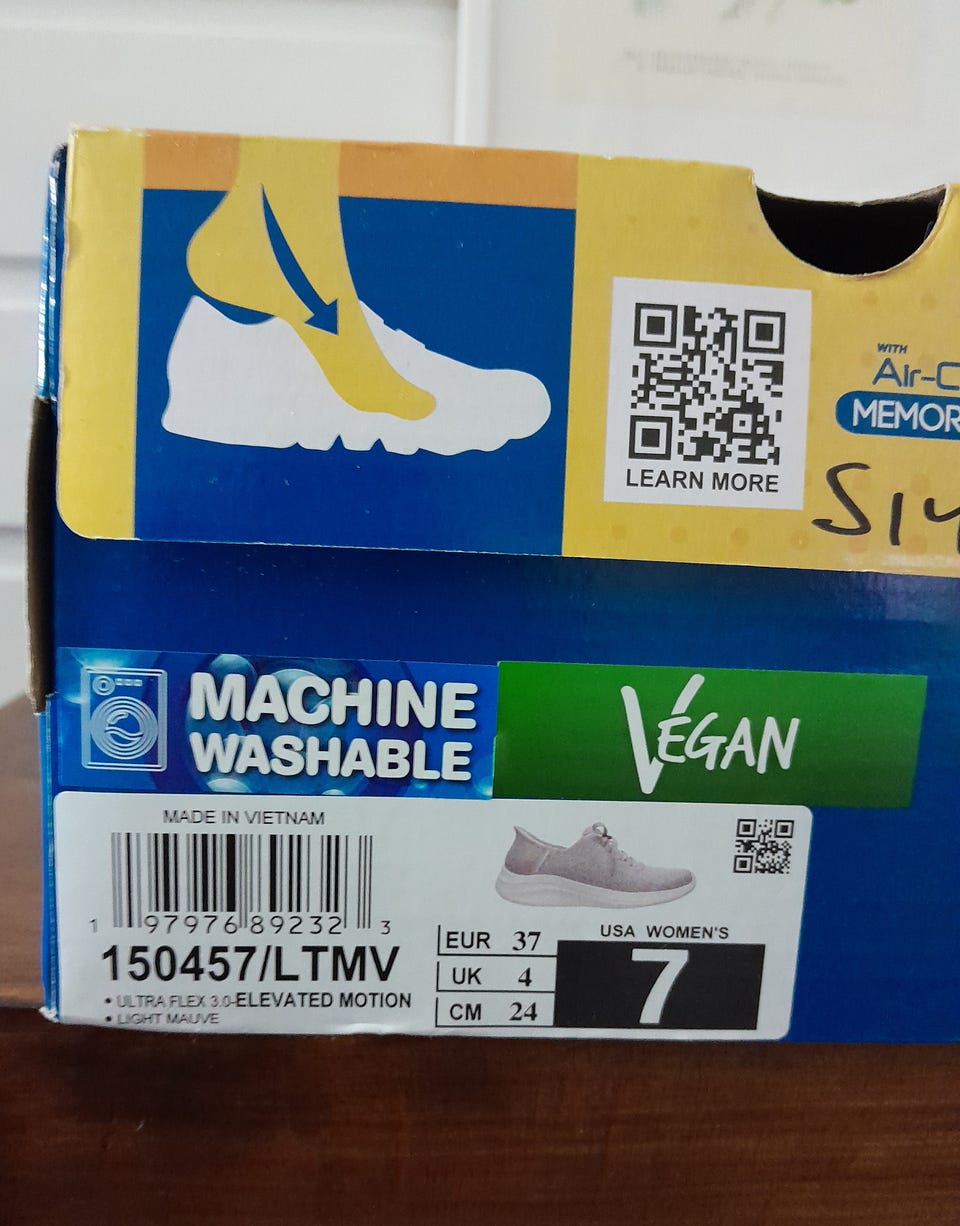 WITH
Air-C
MEMOR
LEARN MORE
S14
MACHINE
WASHABLE
VEGAN
MADE IN VIETNAM
1 97976 89232 3
150457/LTMV
• ULTRA FLEX 3.0-ELEVATED MOTION
• LIGHT MAUVE
EUR 37
UK 4
CM 24
USA WOMEN'S
7